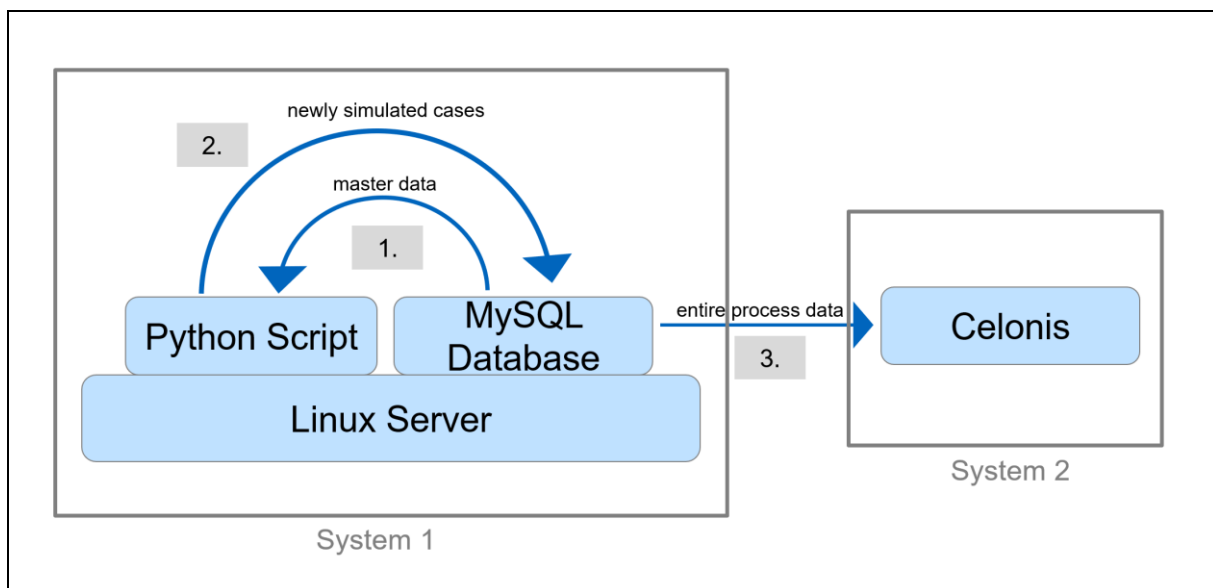 newly simulated cases
2.
master data
1.
Python Script
MySQL
Database
entire process data
3.
Celonis
Linux Server
System 1
System 2